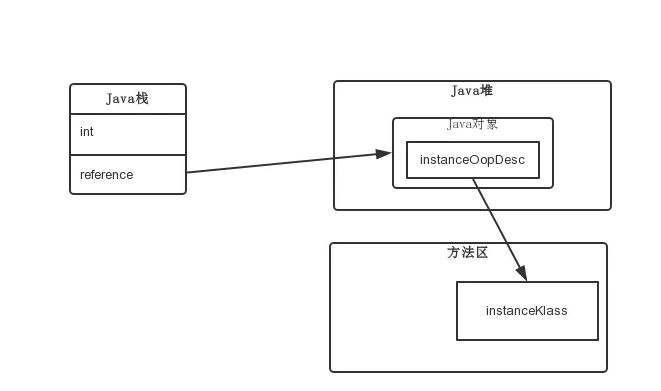 Java栈
int
reference
Java堆
Java对象
instanceOopDesc
方法区
instanceKlass